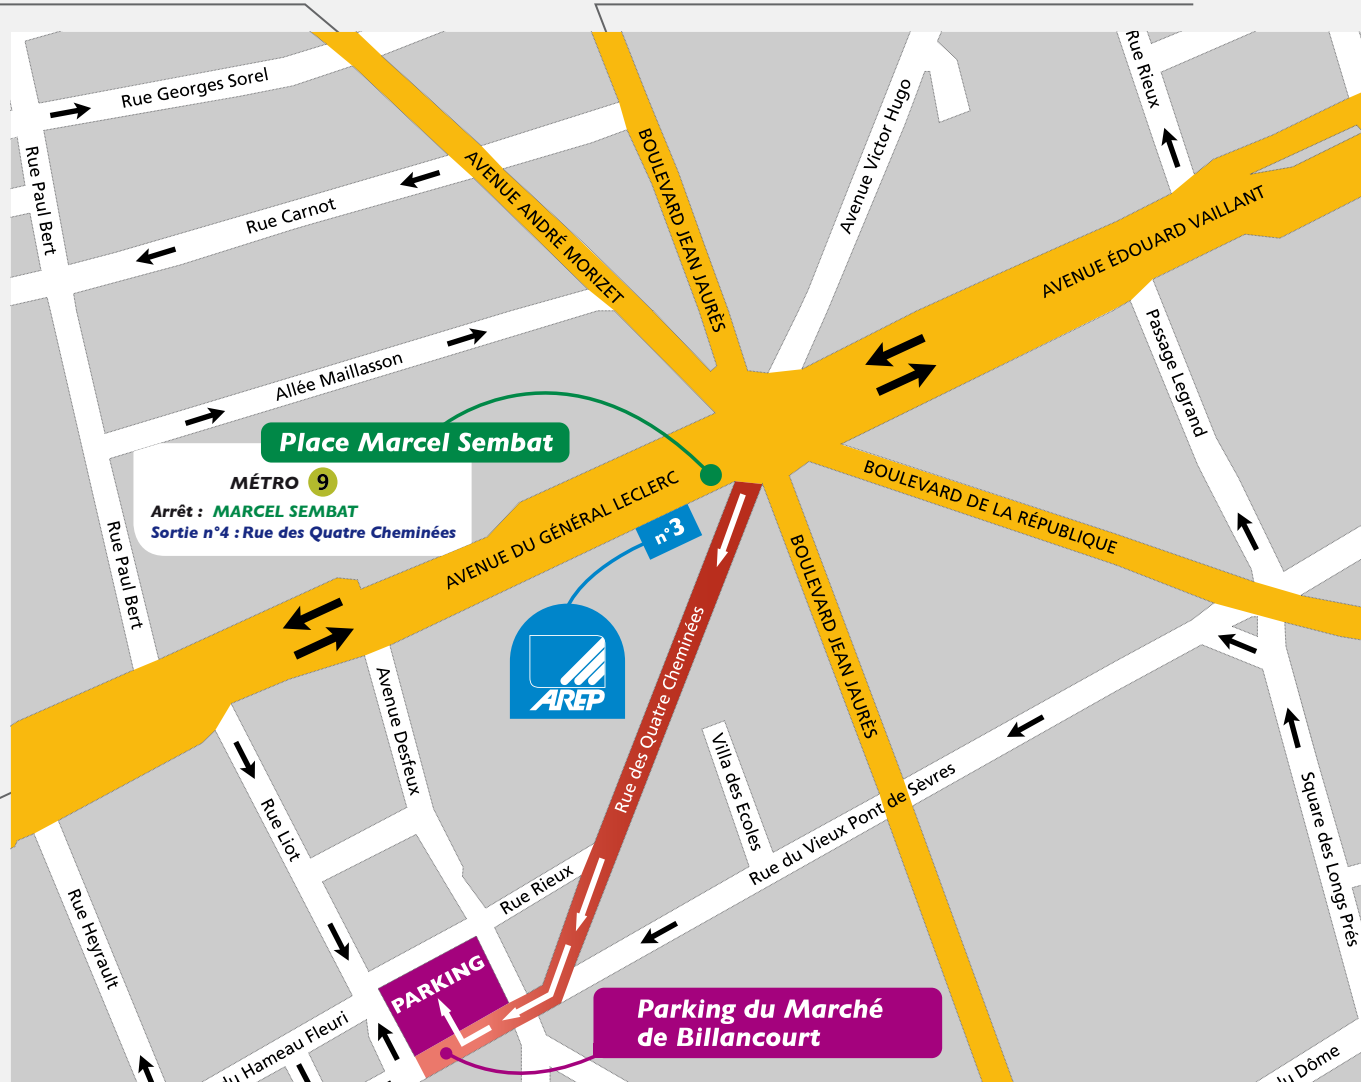 Rue Georges Sorel
Rue Paul Bert
Rue Carnot
AVENUE ANDRÉ MORIZET
BOULEVARD JEAN JAURÈS
Avenue Victor Hugo
Rue Rieux
AVENUE ÉDOUARD VAILLANT
Allée Maillasson
Passage Legrand
Place Marcel Sembat
MÉTRO 9
Arrêt : MARCEL SEMBAT
Sortie n°4 : Rue des Quatre Cheminées
AVENUE DU GÉNÉRAL LECLERC
BOULEVARD DE LA RÉPUBLIQUE
n°3
Rue Paul Bert
BOULEVARD JEAN JAURÈS
AREP
Rue des Quatre Cheminées
Avenue Desfeux
Villa des Ecoles
Rue du Vieux Pont de Sèvres
Square des Longs Prés
Rue Liot
Rue Rieux
Rue Heyrault
PARKING
Parking du Marché
de Billancourt
du Hameau Fleuri
du Dôme